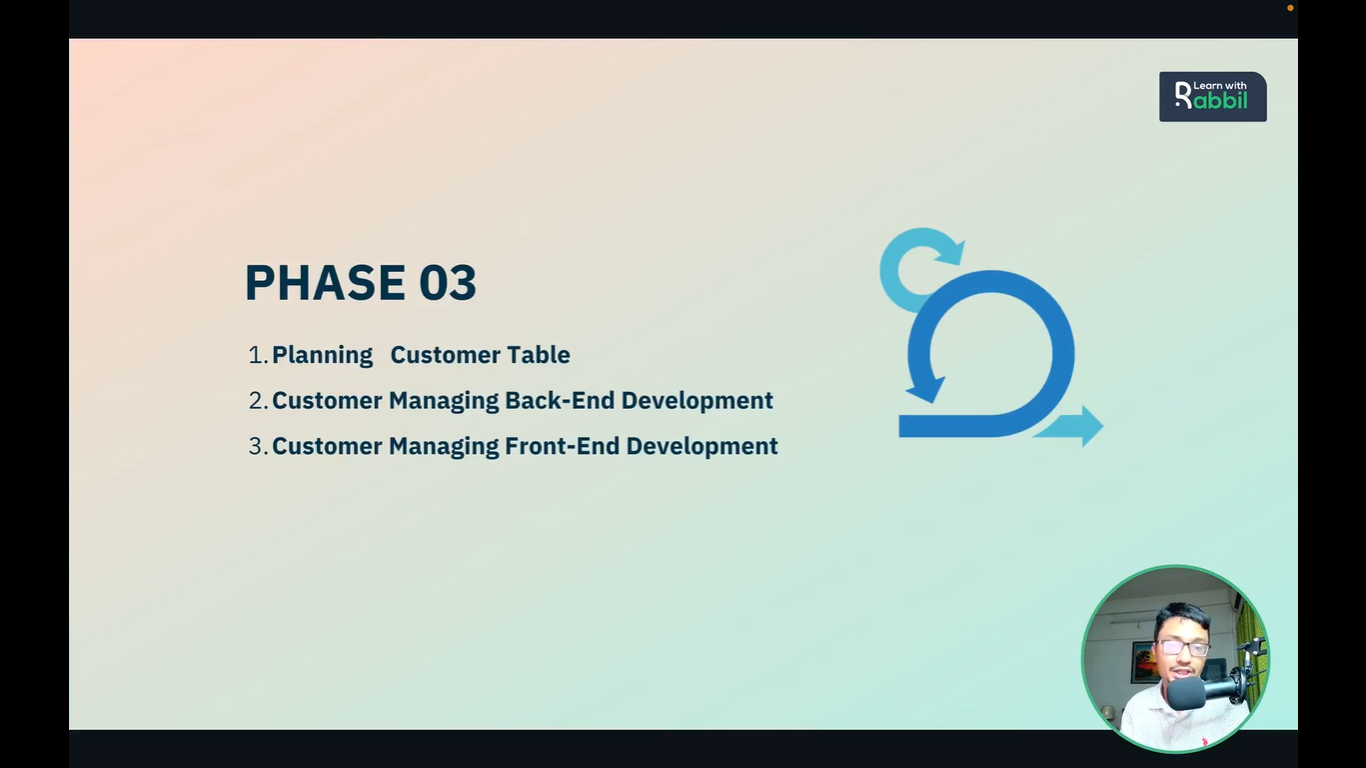 Learn with
Rabbil
PHASE 03
1. Planning Customer Table
2. Customer Managing Back-End Development
3. Customer Managing Front-End Development